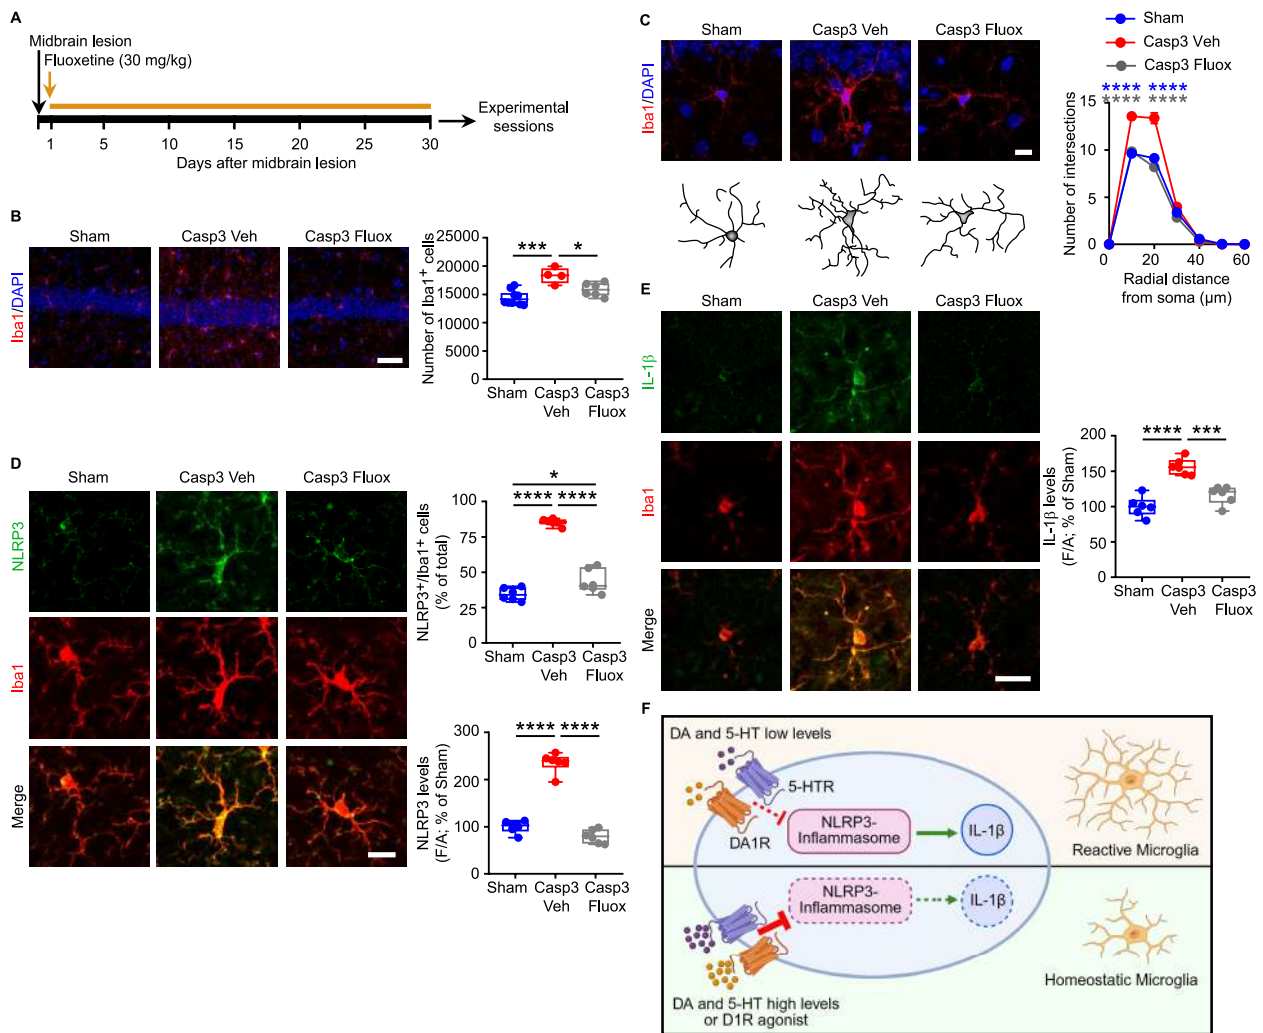 A
Midbrain lesion
Fluoxetine (30 mg/kg)
1 5 10 15 20 25 30
Days after midbrain lesion
Experimental
sessions
B
Sham Casp3 Veh Casp3 Fluox
Iba1/DAPI
Number of Iba1+ cells
25000
20000
15000
10000
5000
0
*** *
Sham Casp3 Veh Casp3 Fluox
C
Sham Casp3 Veh Casp3 Fluox
Iba1/DAPI
Sham
Casp3 Veh
Casp3 Fluox
**** ****
**** ****
Number of intersections
15
10
5
0
0 20 40 60
Radial distance
from soma (μm)
D
Sham Casp3 Veh Casp3 Fluox
NLRP3
Iba1
Merge
NLRP3+/Iba1+ cells
(% of total)
100
75
50
25
0
*
**** ****
Sham Casp3 Veh Casp3 Fluox
NLRP3 levels
(F/A; % of Sham)
300
200
100
0
**** ****
Sham Casp3 Veh Casp3 Fluox
E
Sham Casp3 Veh Casp3 Fluox
IL-1β
Iba1
Merge
IL-1β levels
(F/A; % of Sham)
200
150
100
50
0
**** ***
Sham Casp3 Veh Casp3 Fluox
F
DA and 5-HT low levels
5-HTR
DA1R
NLRP3-
Inflammasome
IL-1β
Reactive Microglia
NLRP3-
Inflammasome
IL-1β
Homeostatic Microglia
DA and 5-HT high levels
or D1R agonist